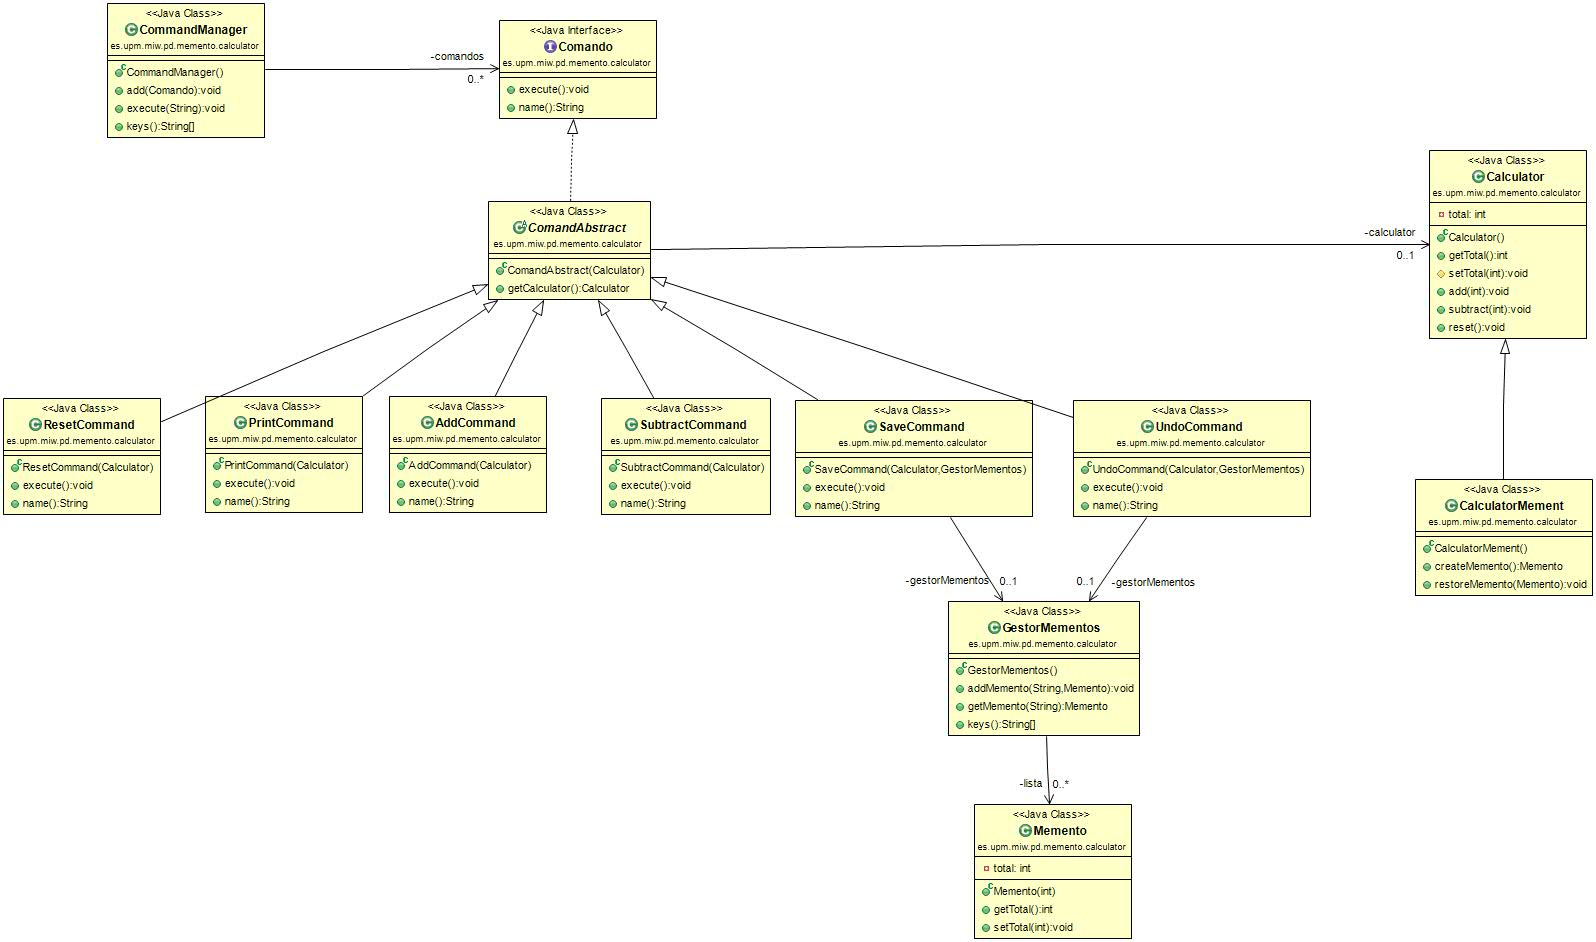 <<Java Class>>
CommandManager
es.upm.miw.pd.memento.calculator
CommandManager()
add(Comando):void
execute(String):void
keys():String[]
-comandos
0..*
<<Java Interface>>
Comando
es.upm.miw.pd.memento.calculator
execute():void
name():String
<<Java Class>>
ComandAbstract
es.upm.miw.pd.memento.calculator
ComandAbstract(Calculator)
getCalculator():Calculator
-calculator
0..1
<<Java Class>>
Calculator
es.upm.miw.pd.memento.calculator
total: int
Calculator()
getTotal():int
setTotal(int):void
add(int):void
subtract(int):void
reset():void
<<Java Class>>
ResetCommand
es.upm.miw.pd.memento.calculator
ResetCommand(Calculator)
execute():void
name():String
<<Java Class>>
PrintCommand
es.upm.miw.pd.memento.calculator
PrintCommand(Calculator)
execute():void
name():String
<<Java Class>>
AddCommand
es.upm.miw.pd.memento.calculator
AddCommand(Calculator)
execute():void
name():String
<<Java Class>>
SubtractCommand
es.upm.miw.pd.memento.calculator
SubtractCommand(Calculator)
execute():void
name():String
<<Java Class>>
SaveCommand
es.upm.miw.pd.memento.calculator
SaveCommand(Calculator,GestorMementos)
execute():void
name():String
<<Java Class>>
UndoCommand
es.upm.miw.pd.memento.calculator
UndoCommand(Calculator,GestorMementos)
execute():void
name():String
<<Java Class>>
CalculatorMement
es.upm.miw.pd.memento.calculator
CalculatorMement()
createMemento():Memento
restoreMemento(Memento):void
-gestorMementos
0..1
0..1
-gestorMementos
<<Java Class>>
GestorMementos
es.upm.miw.pd.memento.calculator
GestorMementos()
addMemento(String,Memento):void
getMemento(String):Memento
keys():String[]
-lista
0..*
<<Java Class>>
Memento
es.upm.miw.pd.memento.calculator
total: int
Memento(int)
getTotal():int
setTotal(int):void